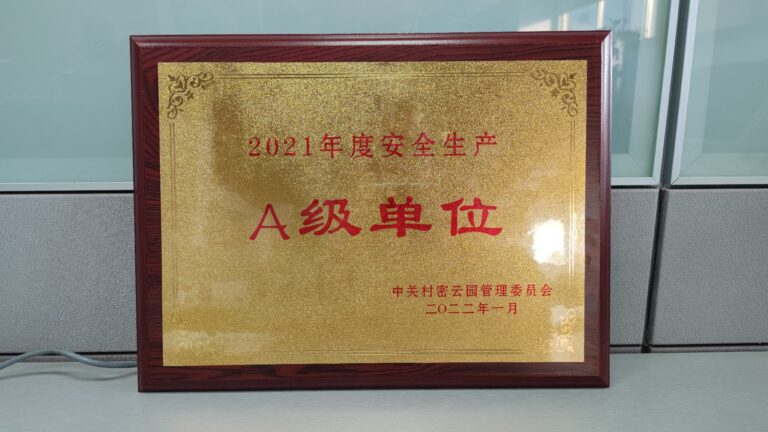 2021年度安全生产
A级单位
中关村密云园管理委员会
二〇二二年一月